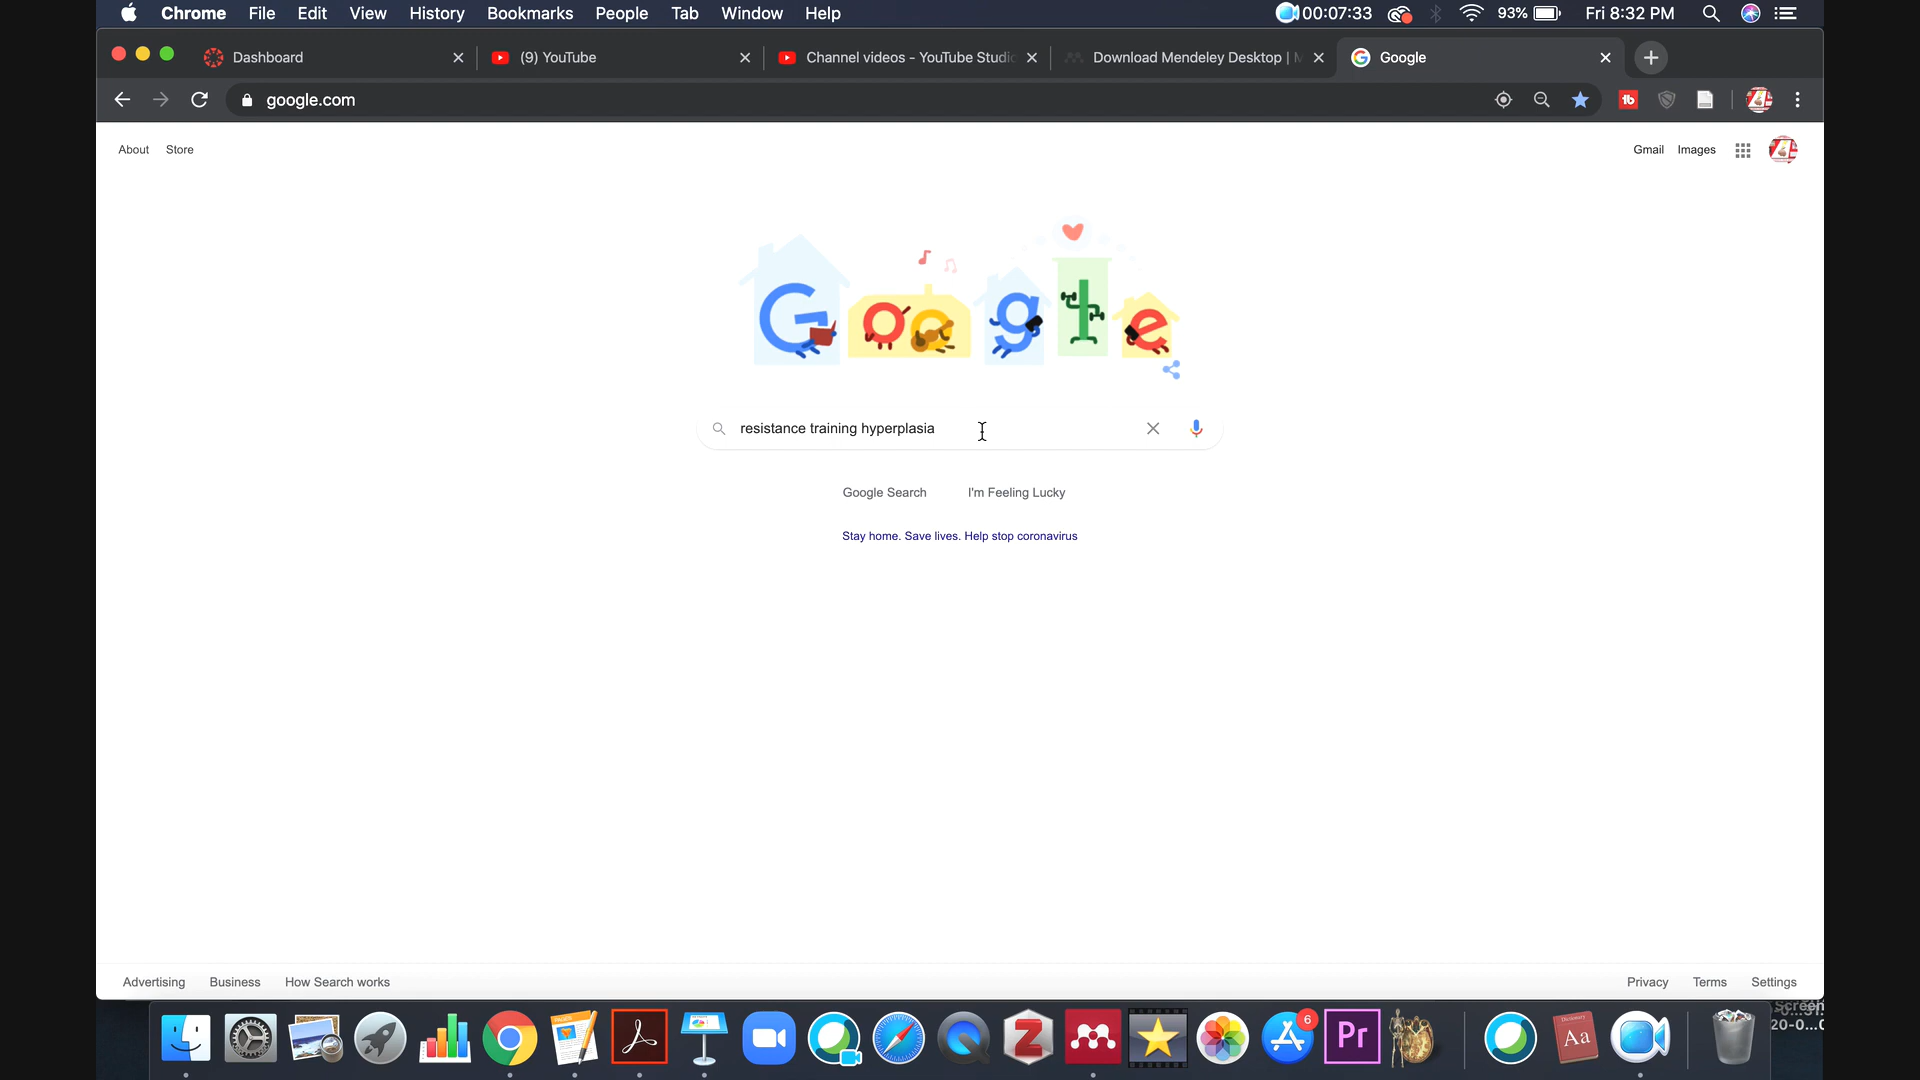 Chrome File Edit View History Bookmarks People Tab Window Help 00:07:33 93% Fri 8:32 PM
Dashboard (9) YouTube Channel videos - YouTube Studi Download Mendeley Desktop | Google
google.com
About Store Gmail Images
Google
resistance training hyperplasia
Google Search I'm Feeling Lucky
Stay home. Save lives. Help stop coronavirus
Advertising Business How Search works Privacy Terms Settings
6
Z Pr Aa